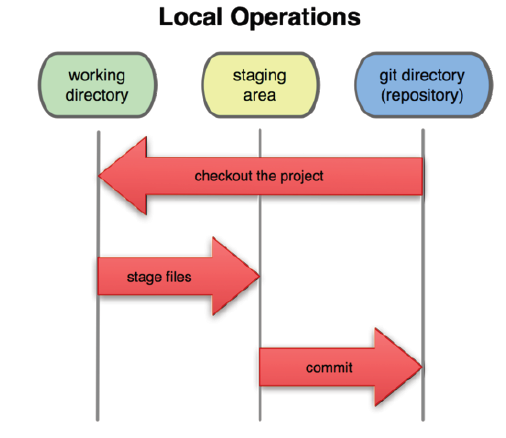 Local Operations
working
directory
staging
area
git directory
(repository)
checkout the project
stage files
commit